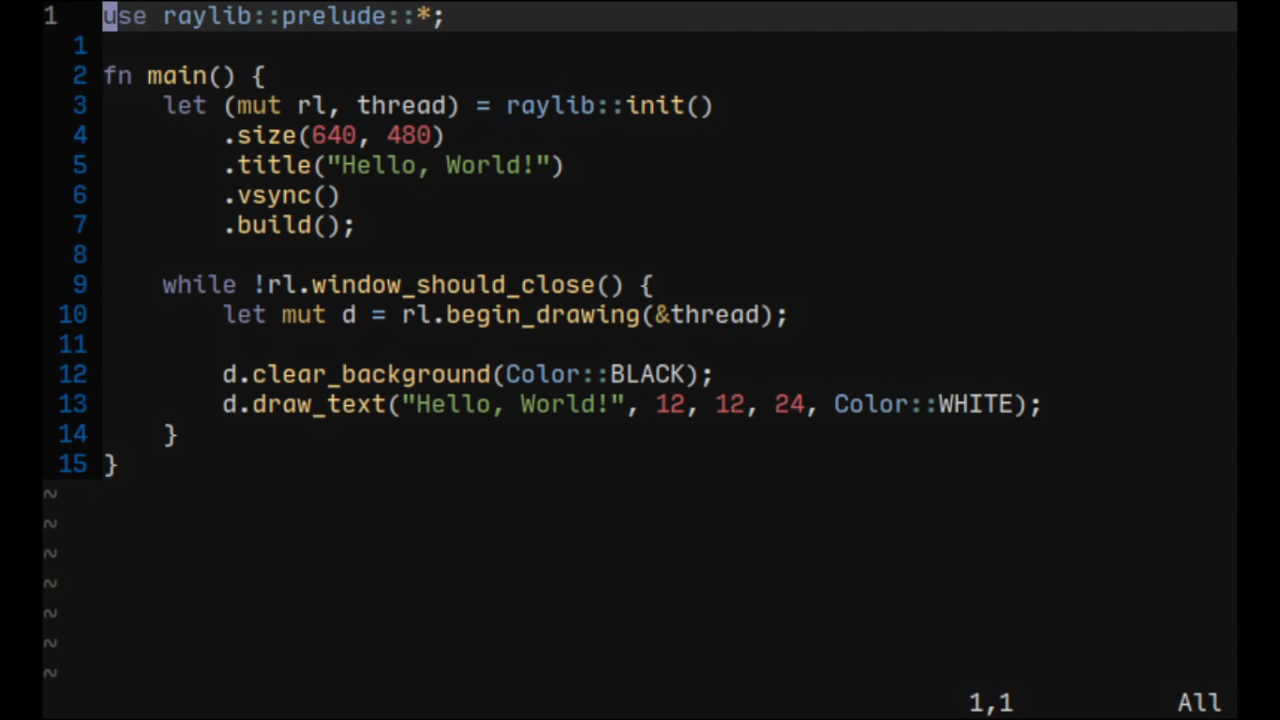 1 use raylib::prelude::*;
1
2 fn main() {
3     let (mut rl, thread) = raylib::init()
4         .size(640, 480)
5         .title("Hello, World!")
6         .vsync()
7         .build();
8
9     while !rl.window_should_close() {
10         let mut d = rl.begin_drawing(&thread);
11
12         d.clear_background(Color::BLACK);
13         d.draw_text("Hello, World!", 12, 12, 24, Color::WHITE);
14     }
15 }
~
~
~
~
~
~
~
1,1 All